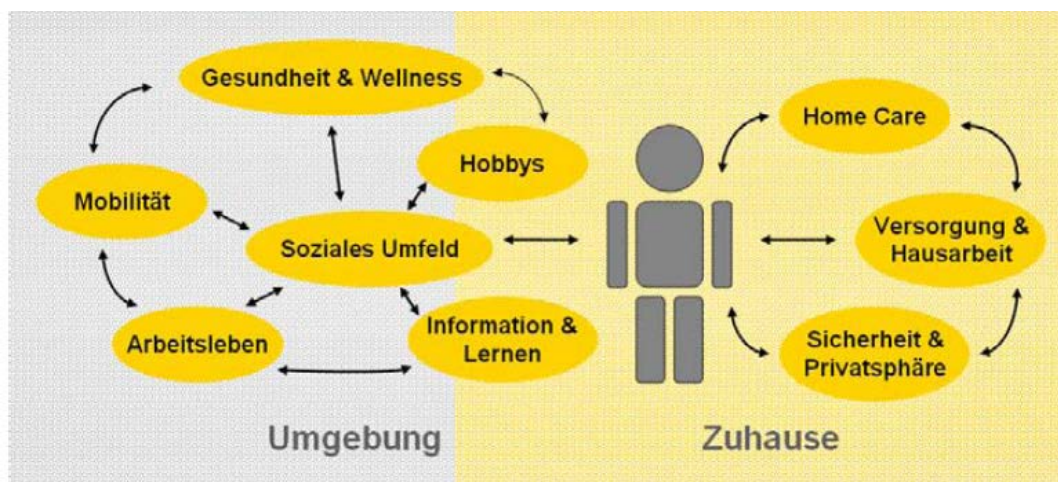 Gesundheit & Wellness
Home Care
Hobbys
Mobilität
Versorgung &
Hausarbeit
Soziales Umfeld
Information &
Lernen
Arbeitsleben
Sicherheit &
Privatsphäre
Umgebung
Zuhause